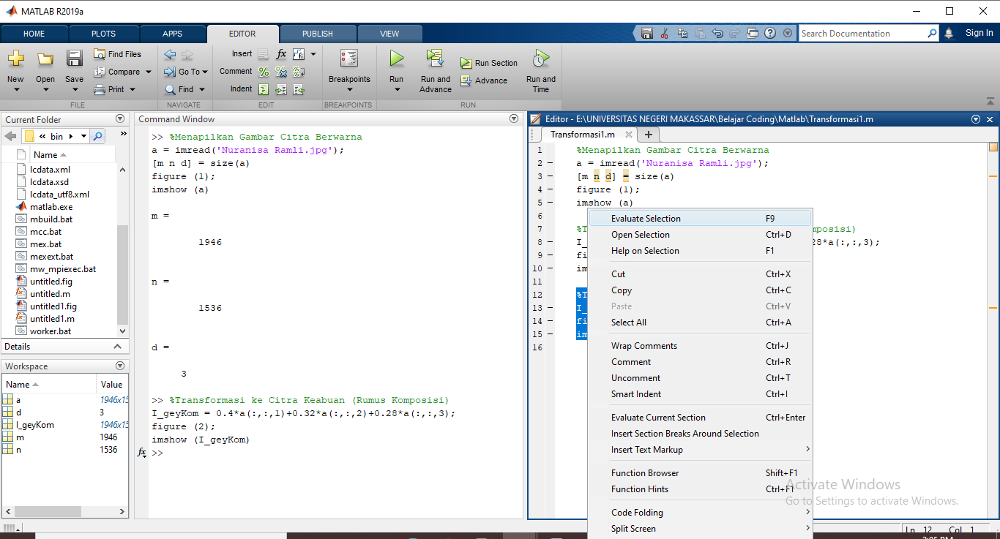 MATLAB R2019a
HOME PLOTS APPS EDITOR PUBLISH VIEW
Search Documentation
Sign In
New
Open
Save
Find Files
Compare
Print
FILE
Go To
Find
NAVIGATE
Insert
Comment
Indent
fx
EDIT
Breakpoints
BREAKPOINTS
Run
Run and Advance
Run Section
Advance
Run and Time
RUN
Current Folder
« bin
»
Name
lcdata.xml
lcdata.xsd
lcdata_utf8.xml
matlab.exe
mbuild.bat
mcc.bat
mex.bat
mexext.bat
mw_mpiexec.bat
untitled.fig
untitled.m
untitled1.fig
untitled1.m
worker.bat
Details
Workspace
Name Value
a 1946x15
d 3
I_geyKom 1946x15
m 1946
n 1536
Command Window
>> %Menapilkan Gambar Citra Berwarna
a = imread('Nuranisa Ramli.jpg');
[m n d] = size(a)
figure (1);
imshow (a)
m =
1946
n =
1536
d =
3
>> %Transformasi ke Citra Keabuan (Rumus Komposisi)
I_geyKom = 0.4*a(:,:,1)+0.32*a(:,:,2)+0.28*a(:,:,3);
figure (2);
imshow (I_geyKom)
fx >>
Editor - E:\UNIVERSITAS NEGERI MAKASSAR\Belajar Coding\Matlab\Transformasi1.m
Transformasi1.m
1 %Menapilkan Gambar Citra Berwarna
2 - a = imread('Nuranisa Ramli.jpg');
3 - [m n d] = size(a)
4 - figure (1);
5 - imshow (a)
6
7 %T mposisi)
8 - I_ 28*a(:,:,3);
9 - fi
10 - im
11
12 %T
13 - I_
14 - fi
15 - im
16
Evaluate Selection F9
Open Selection Ctrl+D
Help on Selection F1
Cut Ctrl+X
Copy Ctrl+C
Paste Ctrl+V
Select All Ctrl+A
Wrap Comments Ctrl+J
Comment Ctrl+R
Uncomment Ctrl+T
Smart Indent Ctrl+I
Evaluate Current Section Ctrl+Enter
Insert Section Breaks Around Selection
Insert Text Markup
Function Browser Shift+F1
Function Hints Ctrl+F1
Code Folding
Split Screen
Activate Windows
Go to Settings to activate Windows.
Ln 12 Col 1